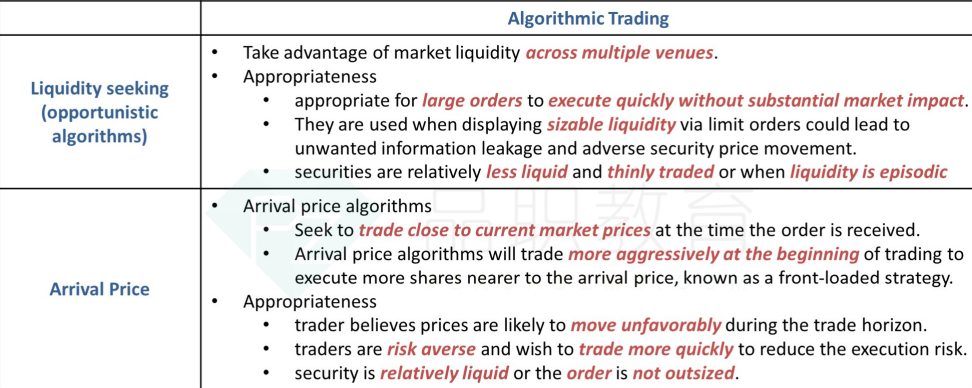 Algorithmic Trading
Liquidity seeking
(opportunistic
algorithms)
• Take advantage of market liquidity across multiple venues.
• Appropriateness
• appropriate for large orders to execute quickly without substantial market impact.
• They are used when displaying sizable liquidity via limit orders could lead to
unwanted information leakage and adverse security price movement.
• securities are relatively less liquid and thinly traded or when liquidity is episodic
Arrival Price
• Arrival price algorithms
• Seek to trade close to current market prices at the time the order is received.
• Arrival price algorithms will trade more aggressively at the beginning of trading to
execute more shares nearer to the arrival price, known as a front-loaded strategy.
• Appropriateness
• trader believes prices are likely to move unfavorably during the trade horizon.
• traders are risk averse and wish to trade more quickly to reduce the execution risk.
• security is relatively liquid or the order is not outsized.
品职教育